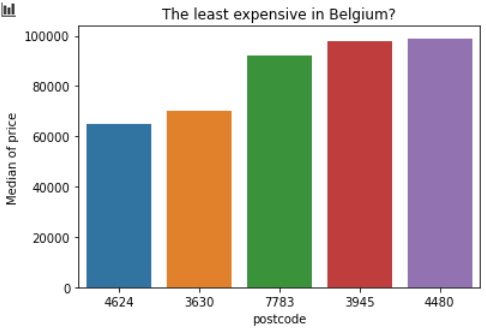 The least expensive in Belgium?
Median of price
100000
80000
60000
40000
20000
0
4624 3630 7783 3945 4480
postcode